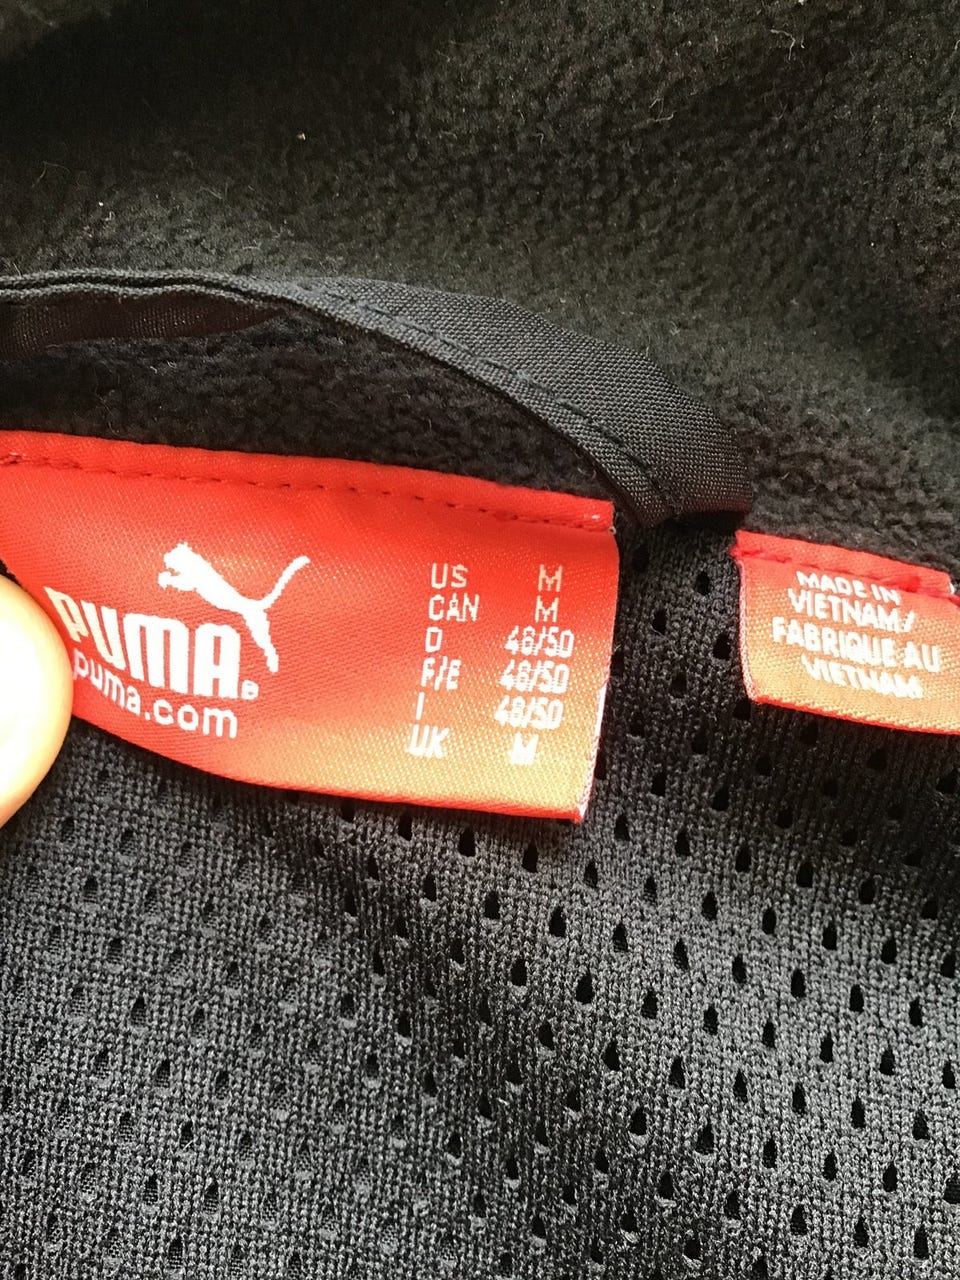 PUMA®
puma.com
US M
CAN M
D 48/50
F/E 48/50
I 48/50
UK M
MADE IN
VIETNAM/
FABRIQUE AU
VIETNAM